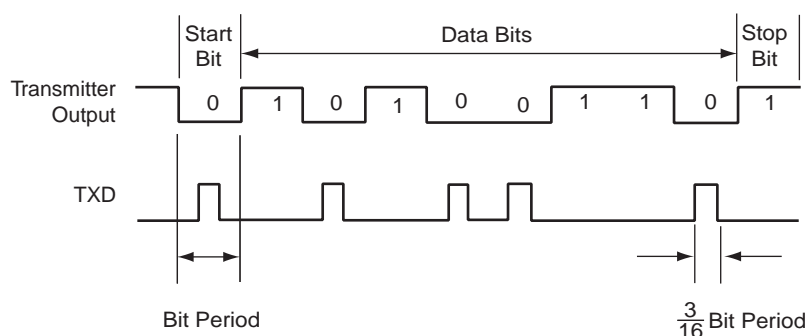 Start
Bit
Data Bits
Stop
Bit
Transmitter
Output
0 1 0 1 0 0 1 1 0 1
TXD
Bit Period
3
16 Bit Period